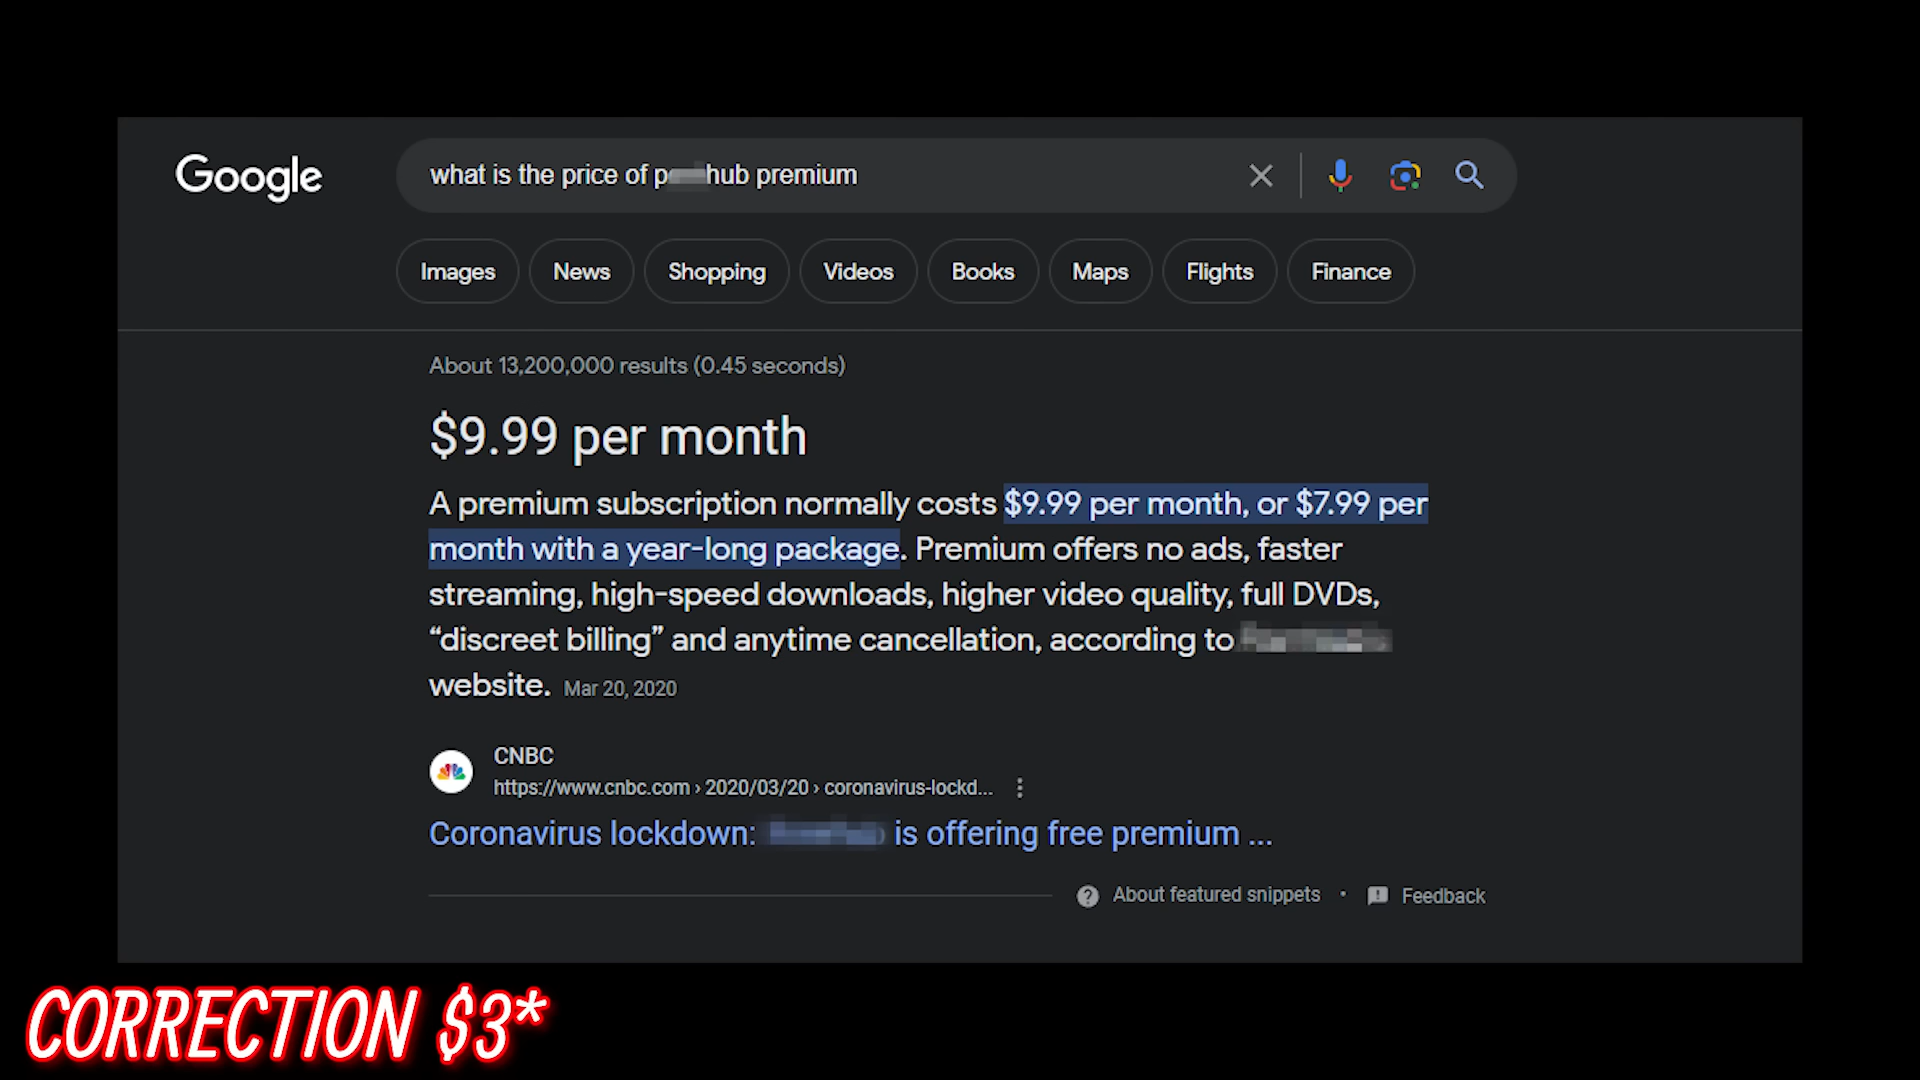 Google
what is the price of p hub premium
Images News Shopping Videos Books Maps Flights Finance
About 13,200,000 results (0.45 seconds)
$9.99 per month
A premium subscription normally costs $9.99 per month, or $7.99 per
month with a year-long package. Premium offers no ads, faster
streaming, high-speed downloads, higher video quality, full DVDs,
“discreet billing” and anytime cancellation, according to
website. Mar 20, 2020
CNBC
https://www.cnbc.com › 2020/03/20 › coronavirus-lockd...
Coronavirus lockdown: is offering free premium ...
About featured snippets • Feedback
CORRECTION $3*